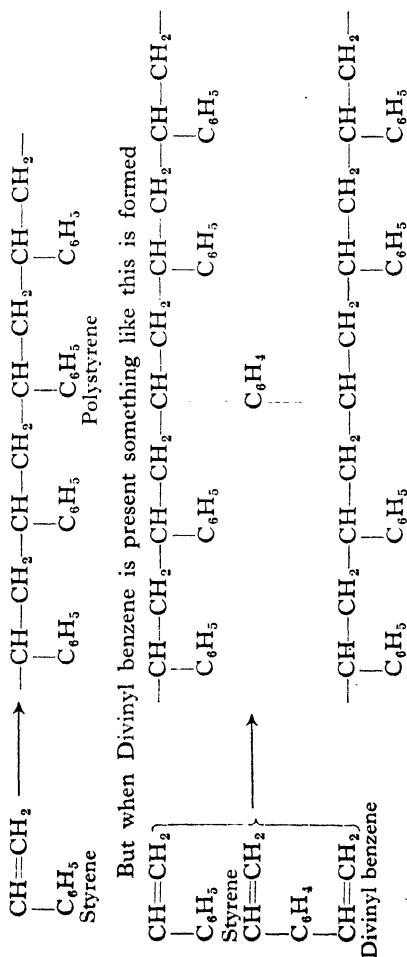 CH=CH₂ ⟶ —CH—CH₂—CH—CH₂—CH—CH₂—CH—CH₂—
—C₆H₅ —C₆H₅ —C₆H₅ —C₆H₅ —C₆H₅
Styrene Polystyrene
But when Divinyl benzene is present something like this is formed
CH=CH₂ —CH—CH₂—CH—CH₂—CH—CH₂—CH—CH₂—CH—CH₂—
—C₆H₅ —C₆H₅ —C₆H₅ —C₆H₅ —C₆H₅
Styrene
CH=CH₂ ⟶
—C₆H₄ C₆H₄
CH=CH₂ —CH—CH₂—CH—CH₂—CH—CH₂—CH—CH₂—CH—CH₂—
Divinyl benzene —C₆H₅ —C₆H₅ —C₆H₅ —C₆H₅